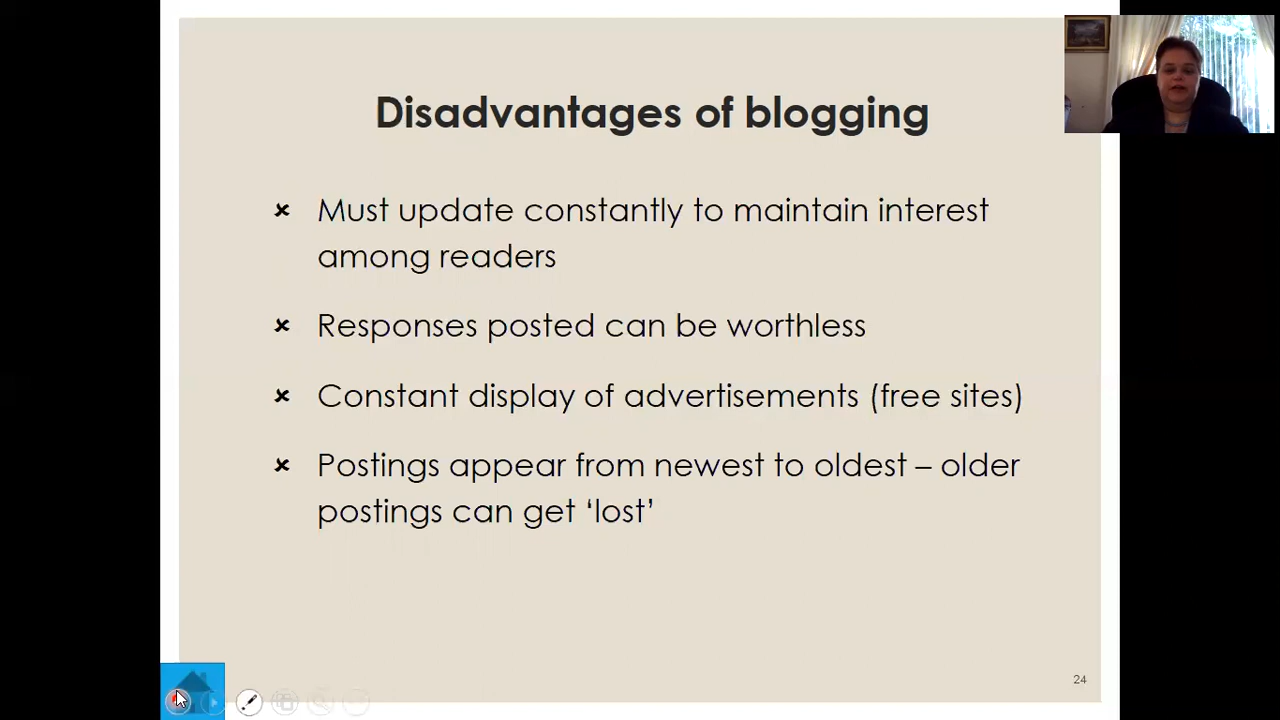 Disadvantages of blogging
× Must update constantly to maintain interest
among readers
× Responses posted can be worthless
× Constant display of advertisements (free sites)
× Postings appear from newest to oldest – older
postings can get ‘lost’
24